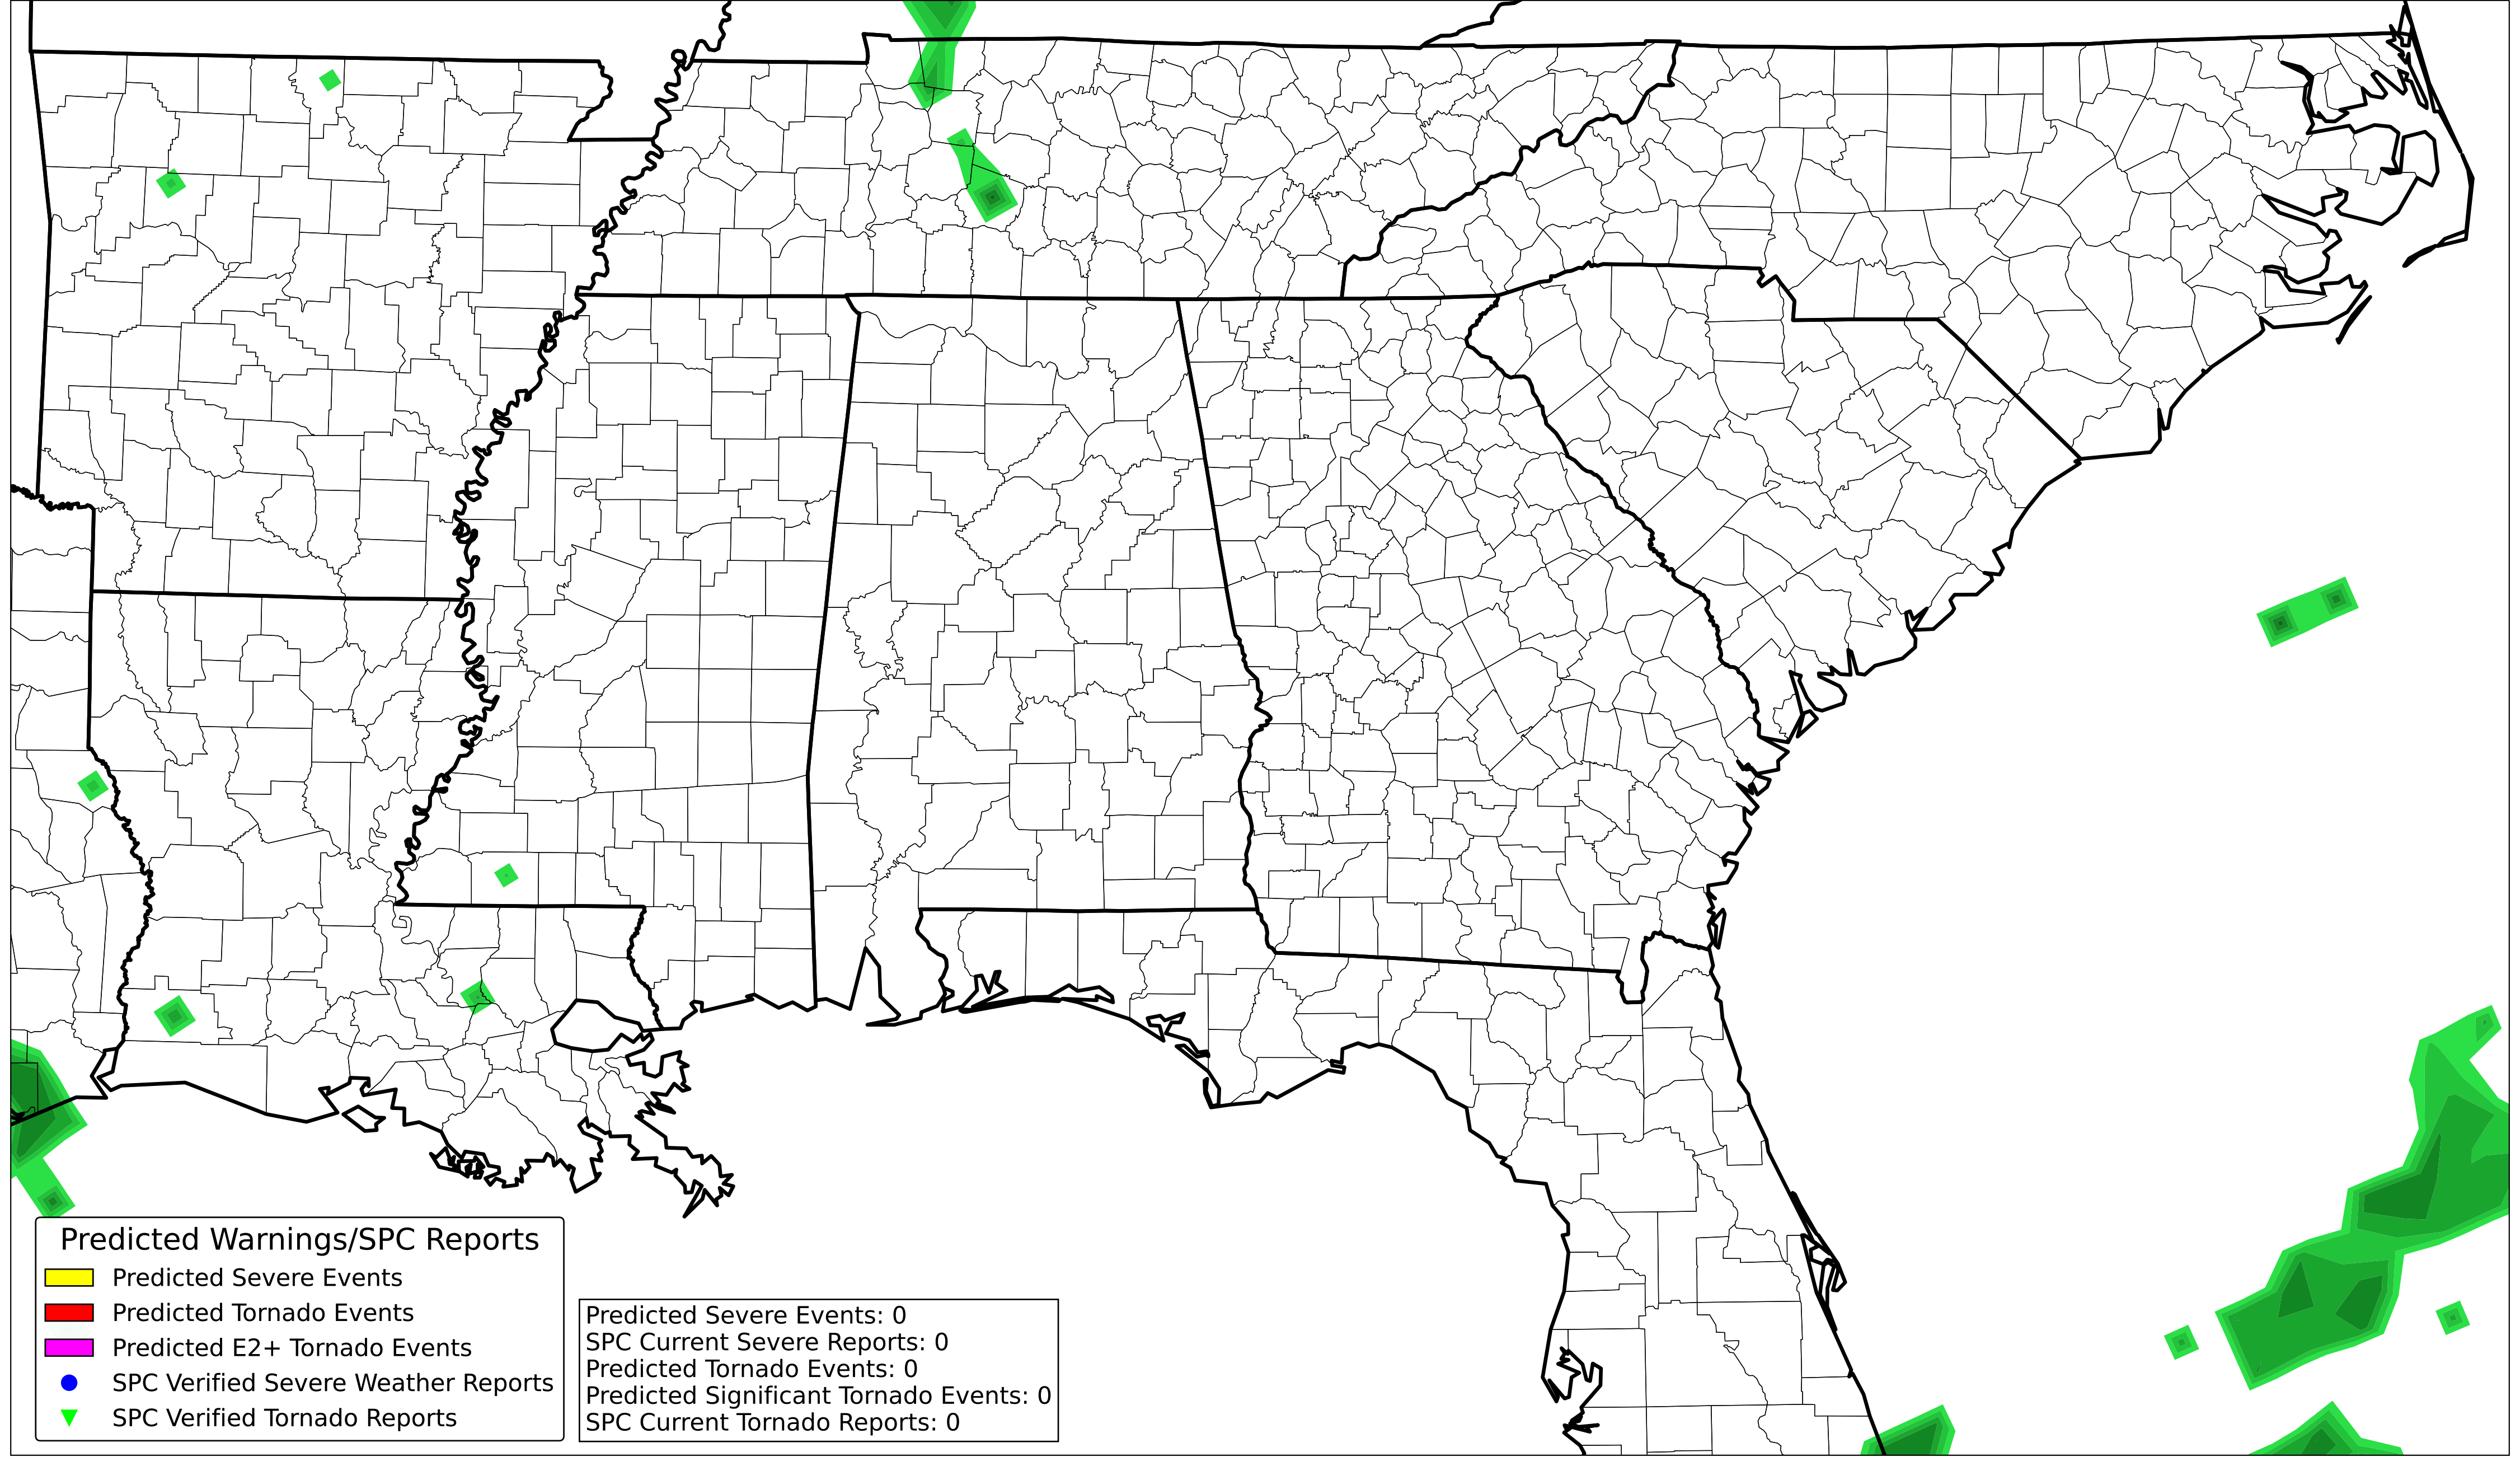 Predicted Warnings/SPC Reports
Predicted Severe Events
Predicted Tornado Events
Predicted E2+ Tornado Events
SPC Verified Severe Weather Reports
SPC Verified Tornado Reports
Predicted Severe Events: 0
SPC Current Severe Reports: 0
Predicted Tornado Events: 0
Predicted Significant Tornado Events: 0
SPC Current Tornado Reports: 0